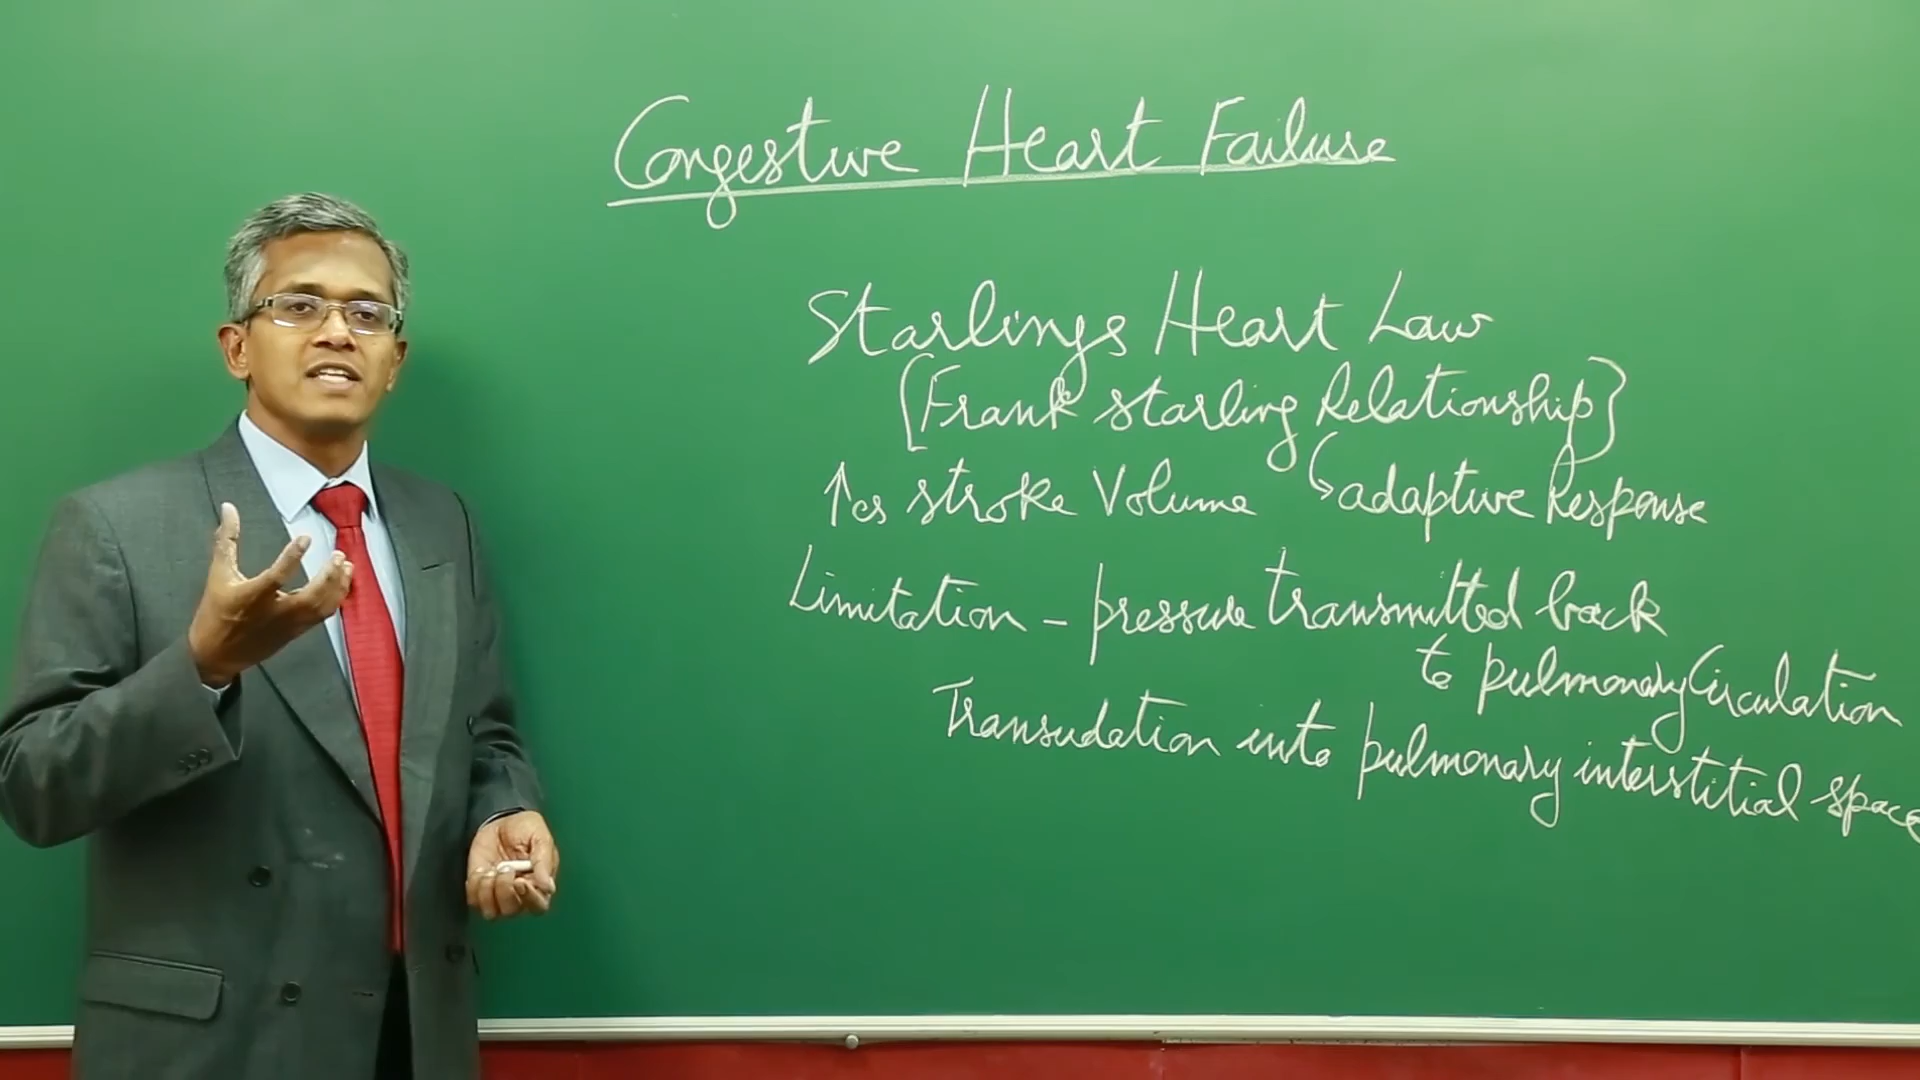 Congestive Heart Failure
Starlings Heart Law
[Frank Starling Relationship}
↑es stroke Volume ↳adaptive Response
Limitation - pressure transmitted back
to pulmonary Circulation
Transudation into pulmonary interstitial space